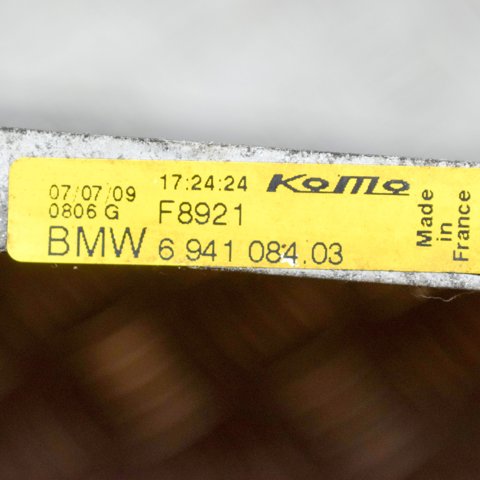 07/07/09 17:24:24 KOMO
0806 G F8921
BMW 6 941 084.03
Made
in
France